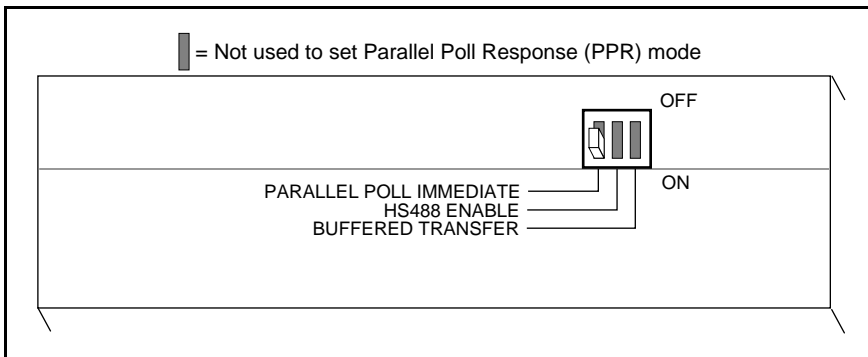 = Not used to set Parallel Poll Response (PPR) mode
OFF
ON
PARALLEL POLL IMMEDIATE
HS488 ENABLE
BUFFERED TRANSFER